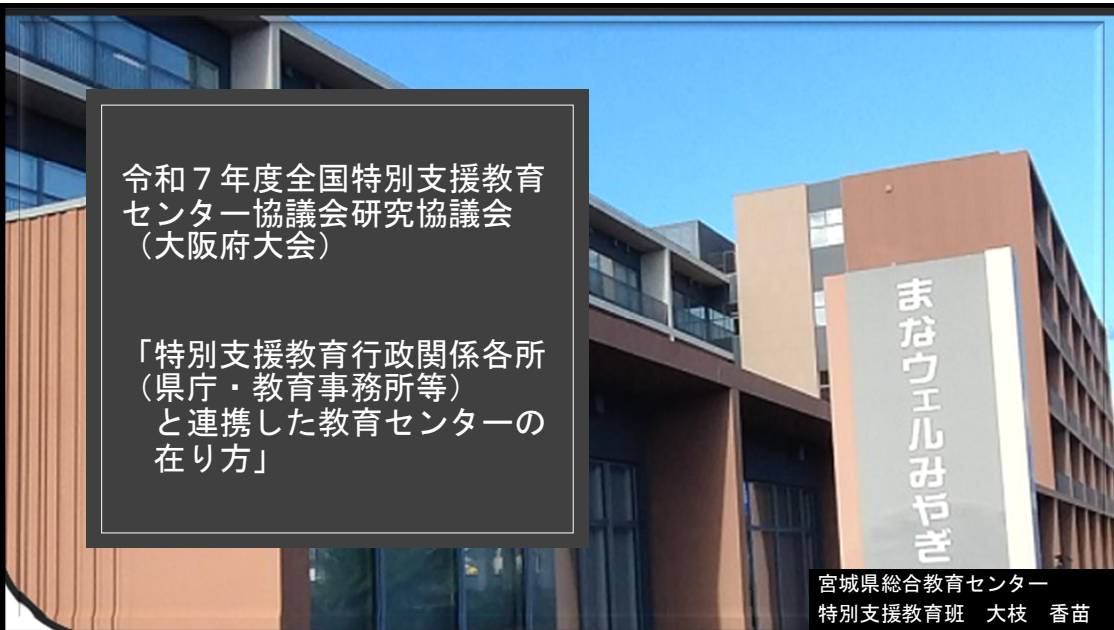 令和７年度全国特別支援教育
センター協議会研究協議会
（大阪府大会）
「特別支援教育行政関係各所
（県庁・教育事務所等）
と連携した教育センターの
在り方」
まなウェルみやぎ
宮城県総合教育センター
特別支援教育班　大枝　香苗